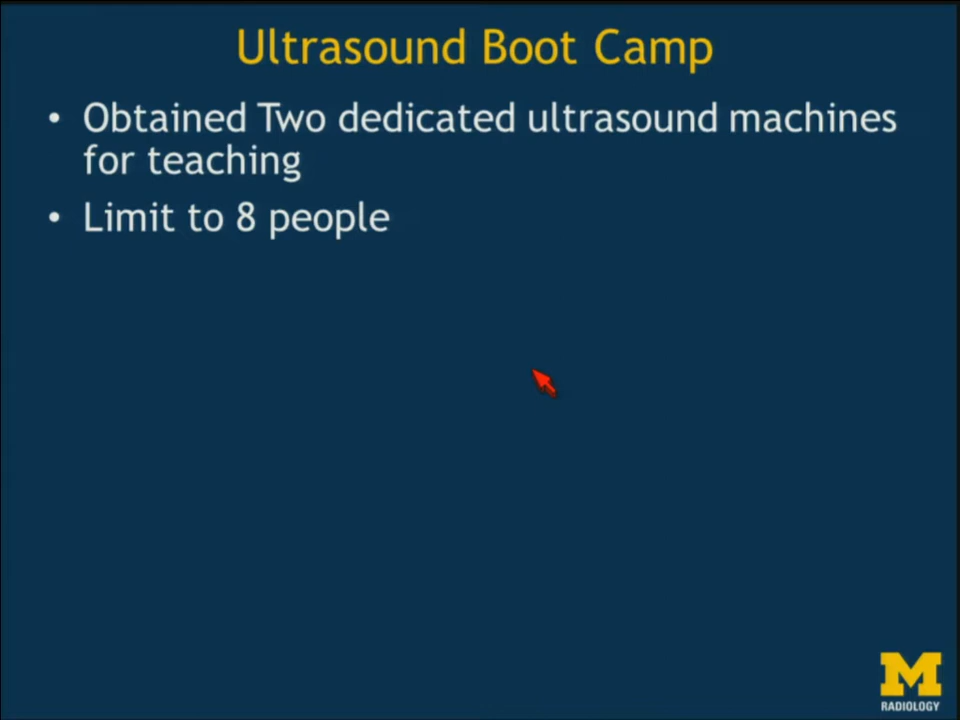 Ultrasound Boot Camp
• Obtained Two dedicated ultrasound machines
for teaching
• Limit to 8 people
M
RADIOLOGY